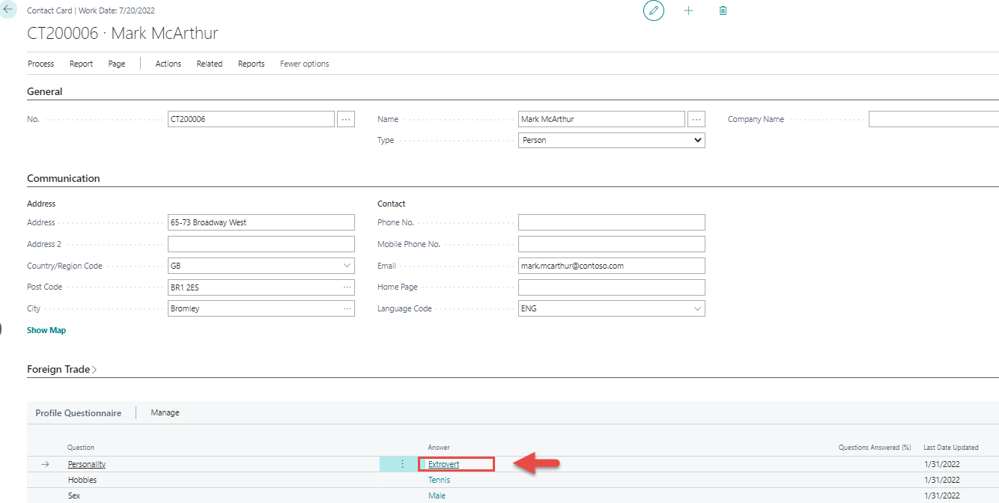 Contact Card | Work Date: 7/20/2022
CT200006 · Mark McArthur
Process Report Page Actions Related Reports Fewer options
General
No. CT200006 ··· Name Mark McArthur ··· Company Name
Type Person
Communication
Address Contact
Address 65-73 Broadway West Phone No.
Address 2 Mobile Phone No.
Country/Region Code GB Email mark.mcarthur@contoso.com
Post Code BR1 2ES ··· Home Page
City Bromley ··· Language Code ENG
Show Map
Foreign Trade
Profile Questionnaire Manage
Question Answer Questions Answered (%) Last Date Updated
Personality Extrovert 1/31/2022
Hobbies Tennis 1/31/2022
Sex Male 1/31/2022